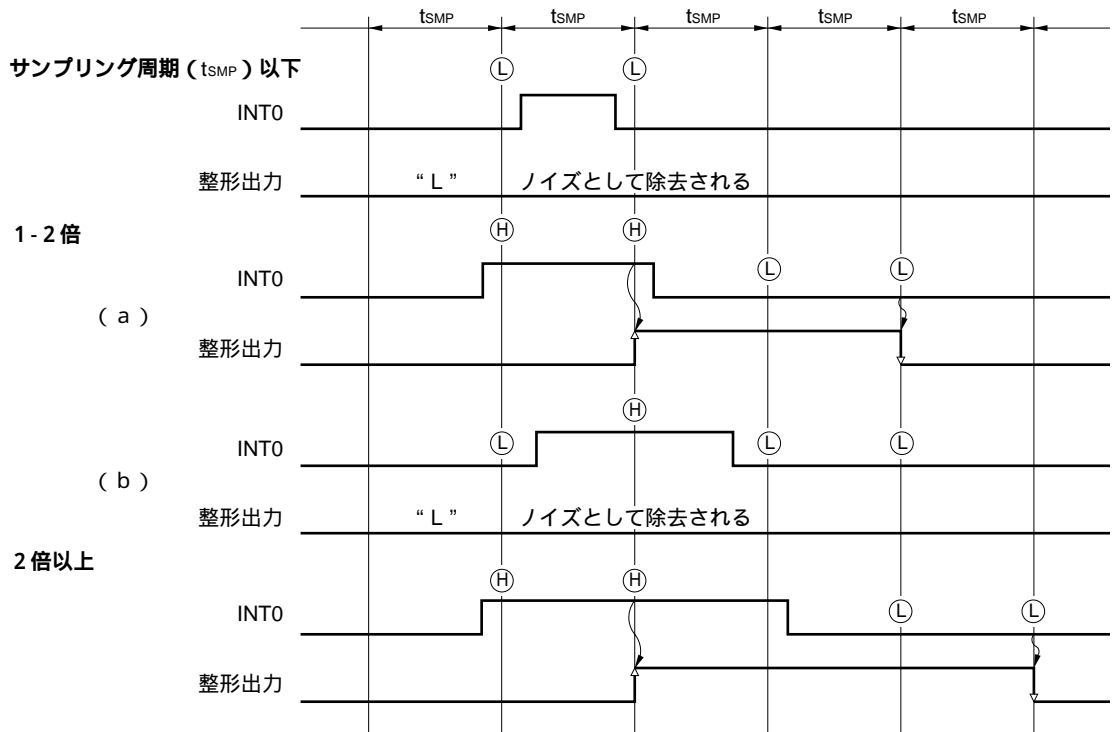 tSMP tSMP tSMP tSMP tSMP
サンプリング周期(tSMP)以下
Ⓛ Ⓛ
INT0
整形出力 “L” ノイズとして除去される
1-2倍
Ⓗ Ⓗ
INT0 Ⓛ Ⓛ
(a)
整形出力
Ⓗ
INT0 Ⓛ Ⓛ Ⓛ
(b)
整形出力 “L” ノイズとして除去される
2倍以上
Ⓗ Ⓗ
INT0 Ⓛ Ⓛ
整形出力